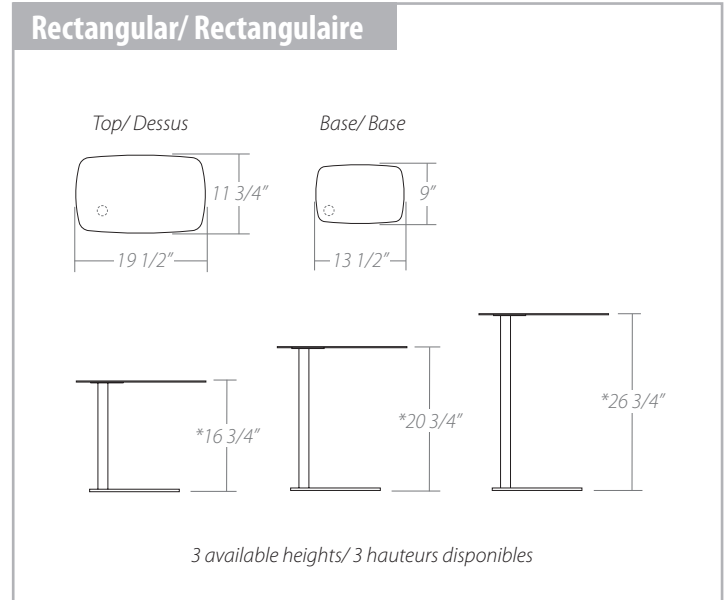 Rectangular/ Rectangulaire
Top/ Dessus
Base/ Base
11 3/4”
9”
19 1/2”
13 1/2”
*26 3/4”
*20 3/4”
*16 3/4”
3 available heights/ 3 hauteurs disponibles